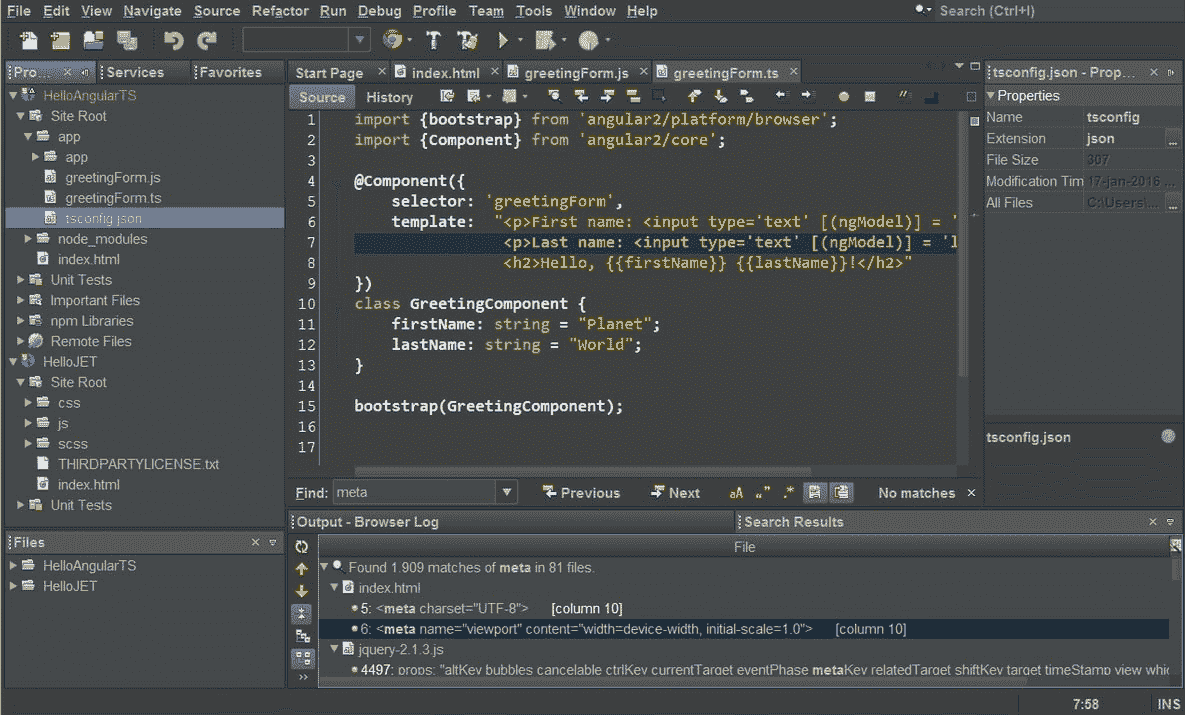 File Edit View Navigate Source Refactor Run Debug Profile Team Tools Window Help Search (Ctrl+I)
Pro... Services Favorites
HelloAngularTS
Site Root
app
app
greetingForm.js
greetingForm.ts
tsconfig.json
node_modules
index.html
Unit Tests
Important Files
npm Libraries
Remote Files
HelloJET
Site Root
css
js
scss
THIRDPARTYLICENSE.txt
index.html
Unit Tests
Files
HelloAngularTS
HelloJET
Start Page index.html greetingForm.js greetingForm.ts
Source History
1 import {bootstrap} from 'angular2/platform/browser';
2 import {Component} from 'angular2/core';
3
4 @Component({
5 selector: 'greetingForm',
6 template: "<p>First name: <input type='text' [(ngModel)] = '
7 <p>Last name: <input type='text' [(ngModel)] = 'l
8 <h2>Hello, {{firstName}} {{lastName}}!</h2>"
9 })
10 class GreetingComponent {
11 firstName: string = "Planet";
12 lastName: string = "World";
13 }
14
15 bootstrap(GreetingComponent);
16
17
Find: meta Previous Next aA “ ” .* No matches
tsconfig.json - Prop...
Properties
Name tsconfig
Extension json ...
File Size 307
Modification Tim 17-jan-2016 ...
All Files C:\Users\... ...
tsconfig.json
Output - Browser Log
Search Results
File
Found 1.909 matches of meta in 81 files.
index.html
5: <meta charset="UTF-8"> [column 10]
6: <meta name="viewport" content="width=device-width, initial-scale=1.0"> [column 10]
jquery-2.1.3.js
4497: props: "altKey bubbles cancelable ctrlKey currentTarget eventPhase metaKey relatedTarget shiftKey target timeStamp view whic
7:58 INS